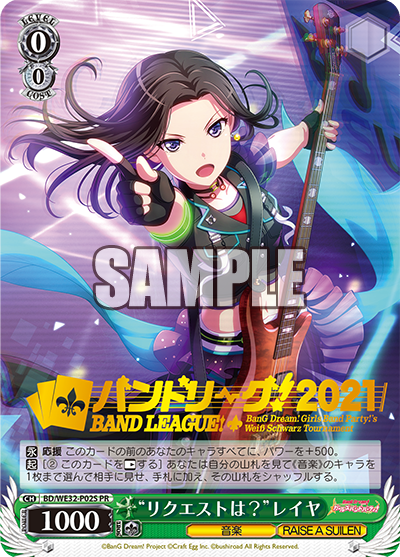 LEVEL
0
0
COST
SAMPLE
バンドリーグ!2021
BAND LEAGUE!
BanG Dream! Girls Band Party!'s
Weiß Schwarz Tournament
永 応援 このカードの前のあなたのキャラすべてに、パワーを+500。
起 [② このカードを[レスト]する] あなたは自分の山札を見て《音楽》のキャラを
1枚まで選んで相手に見せ、手札に加え、その山札をシャッフルする。
CH BD/WE32-P02S PR
1000
“リクエストは?”レイヤ
音楽
RAISE A SUILEN
©BanG Dream! Project ©Craft Egg Inc. ©bushiroad All Rights Reserved.